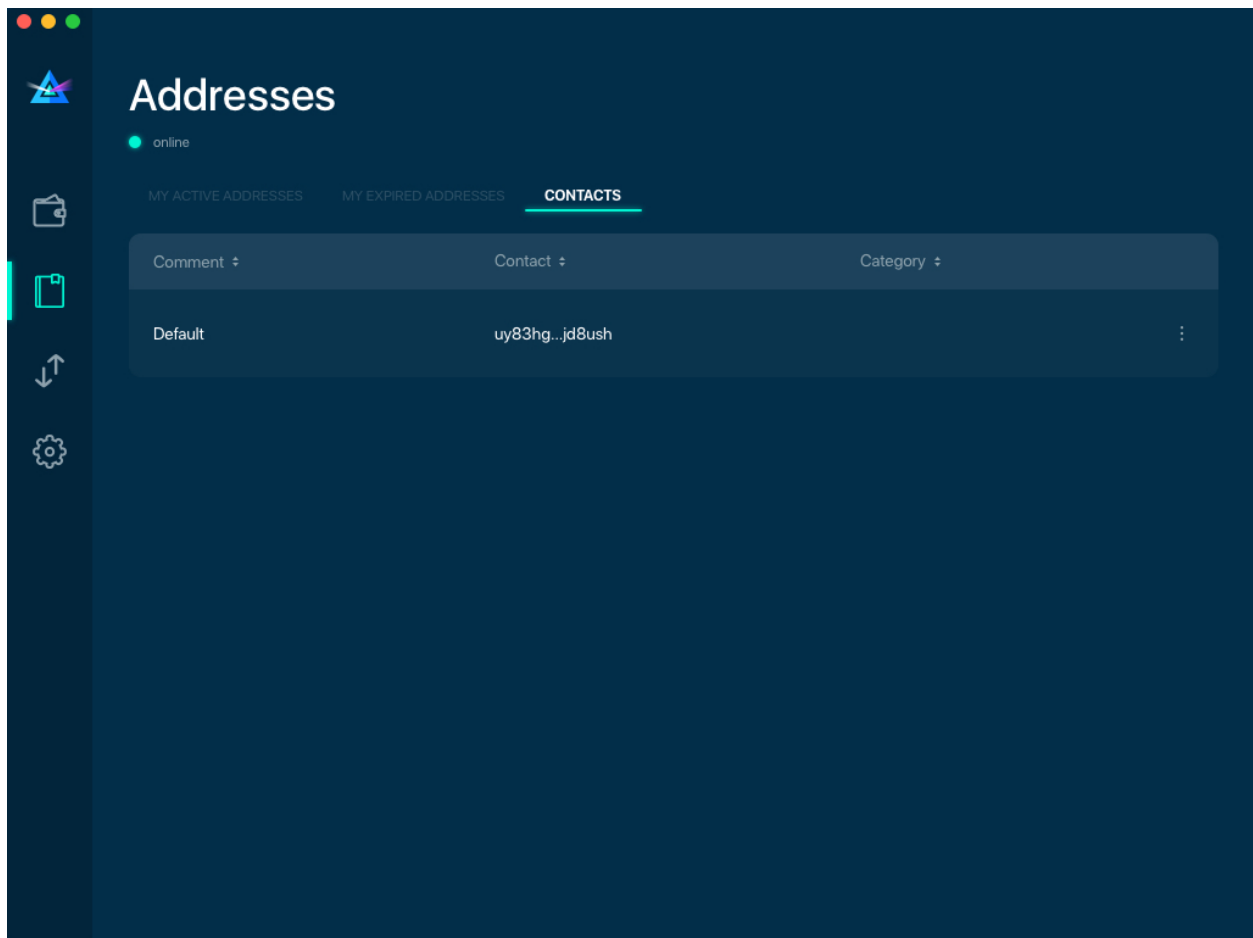 Addresses
online
MY ACTIVE ADDRESSES MY EXPIRED ADDRESSES CONTACTS
Comment Contact Category
Default uy83hg...jd8ush